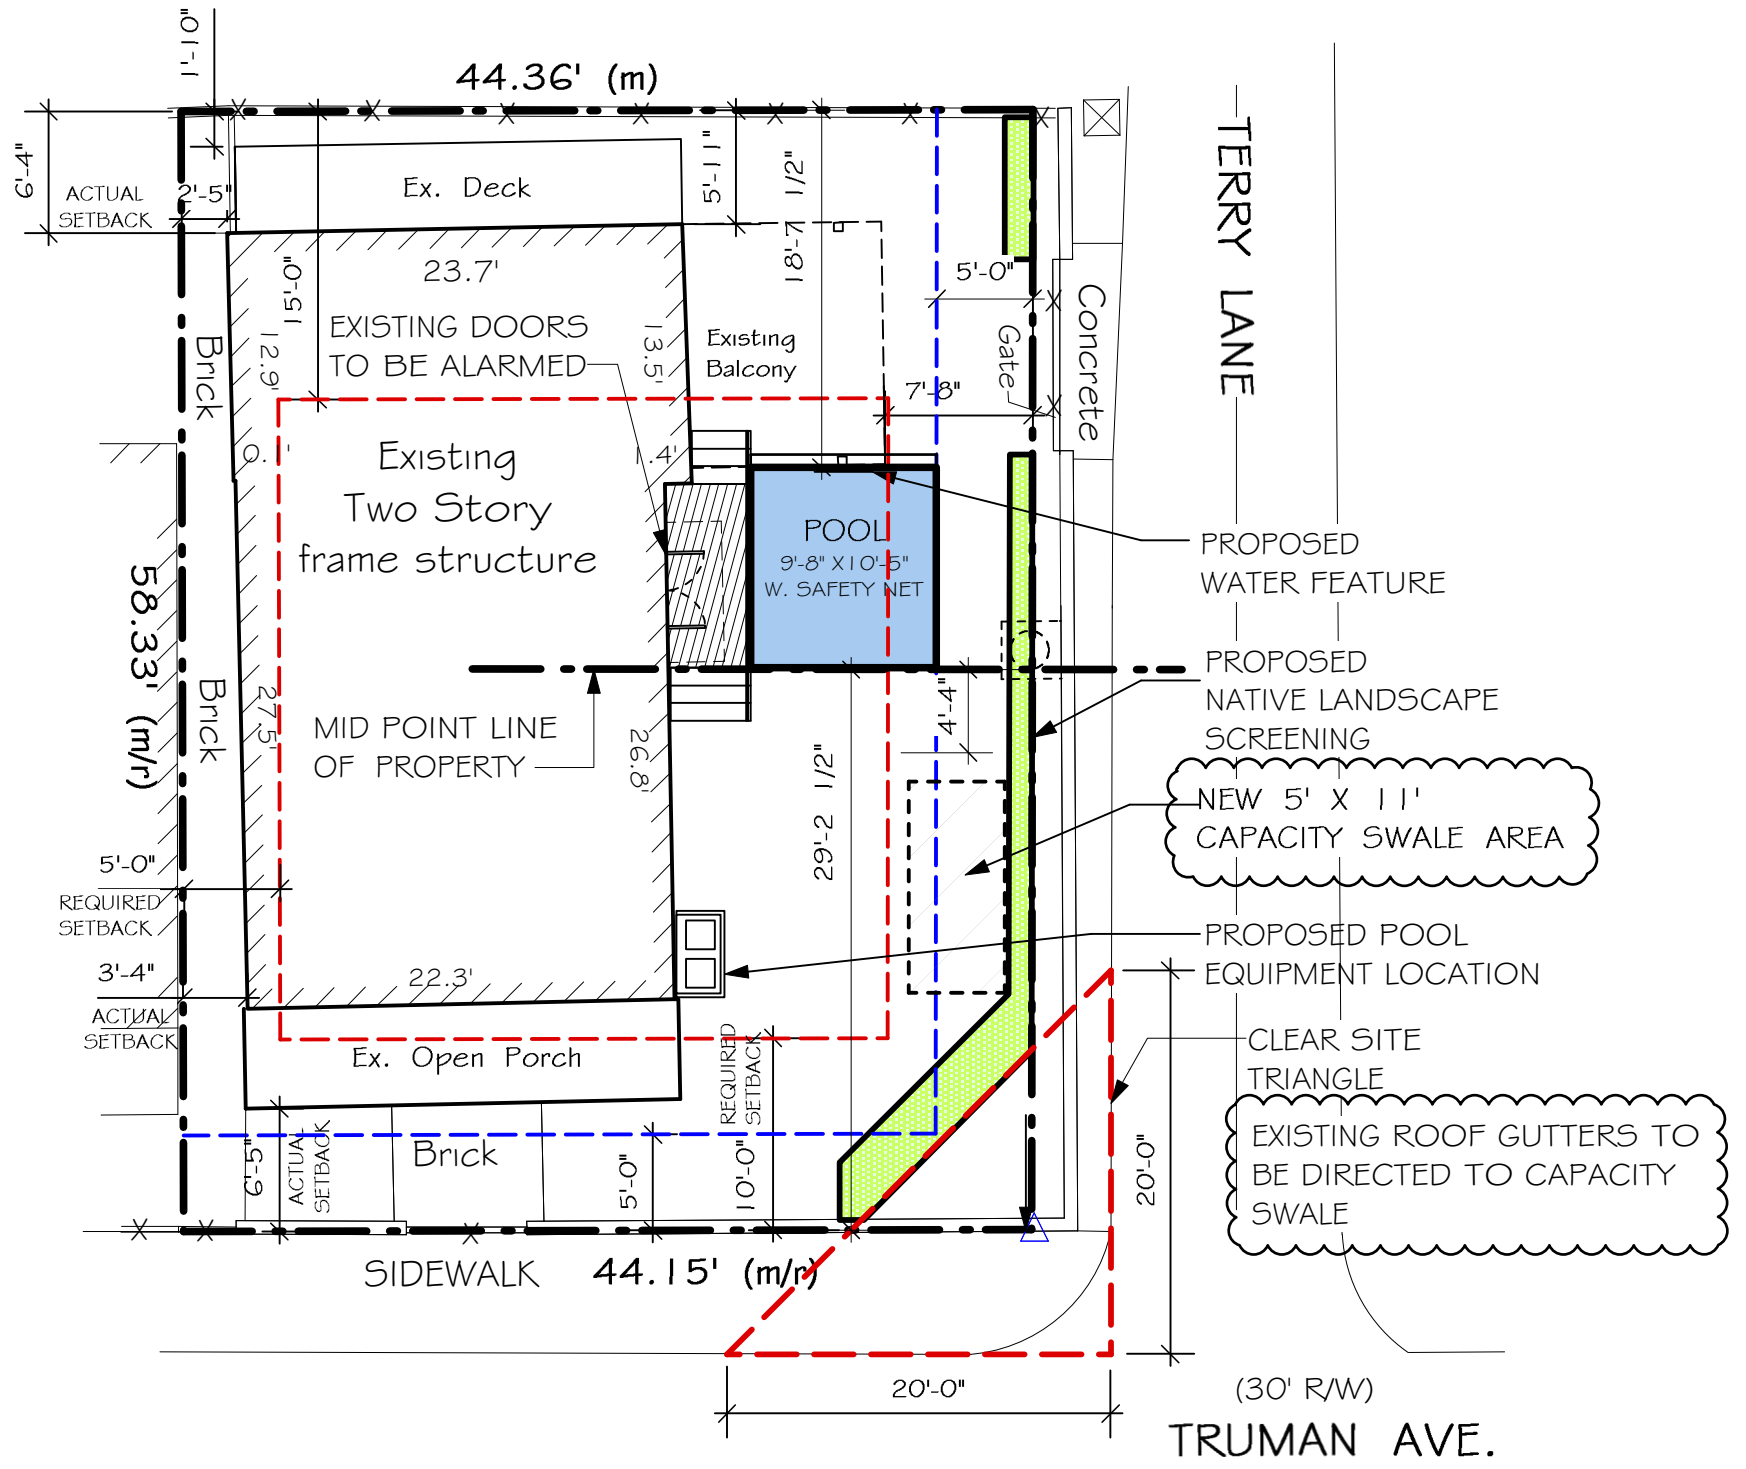 1'-10"
44.36' (m)
6'-4"
ACTUAL
SETBACK
2'-5"
Ex. Deck
5'-11"
18'-7 1/2"
TERRY LANE
23.7'
15'-0"
5'-0"
EXISTING DOORS
TO BE ALARMED
Existing
Balcony
Brick
12.9'
13.5'
Gate
Concrete
7'-8"
Existing
Two Story
frame structure
1.4'
POOL
9'-8" X 10'-5"
W. SAFETY NET
PROPOSED
WATER FEATURE
58.33' (m/r)
Brick
27.5'
MID POINT LINE
OF PROPERTY
26.8'
4'-4"
29'-2 1/2"
PROPOSED
NATIVE LANDSCAPE
SCREENING
NEW 5' X 11'
CAPACITY SWALE AREA
5'-0"
REQUIRED
SETBACK
3'-4"
ACTUAL
SETBACK
22.3'
PROPOSED POOL
EQUIPMENT LOCATION
Ex. Open Porch
REQUIRED
SETBACK
CLEAR SITE
TRIANGLE
6'-5"
ACTUAL
SETBACK
Brick
5'-0"
10'-0"
20'-0"
EXISTING ROOF GUTTERS TO
BE DIRECTED TO CAPACITY
SWALE
SIDEWALK
44.15' (m/r)
20'-0"
(30' R/W)
TRUMAN AVE.